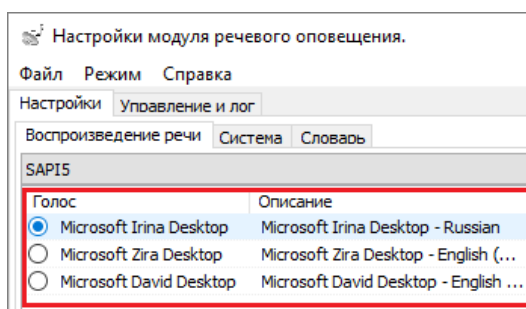 Настройки модуля речевого оповещения.
Файл Режим Справка
Настройки Управление и лог
Воспроизведение речи Система Словарь
SAPI5
Голос Описание
Microsoft Irina Desktop Microsoft Irina Desktop - Russian
Microsoft Zira Desktop Microsoft Zira Desktop - English (...
Microsoft David Desktop Microsoft David Desktop - English ...